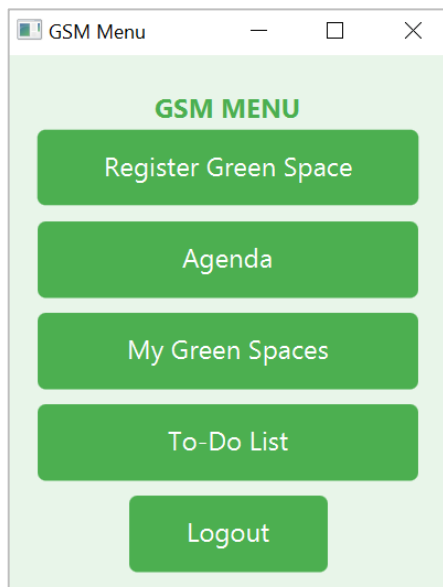 GSM Menu
GSM MENU
Register Green Space
Agenda
My Green Spaces
To-Do List
Logout